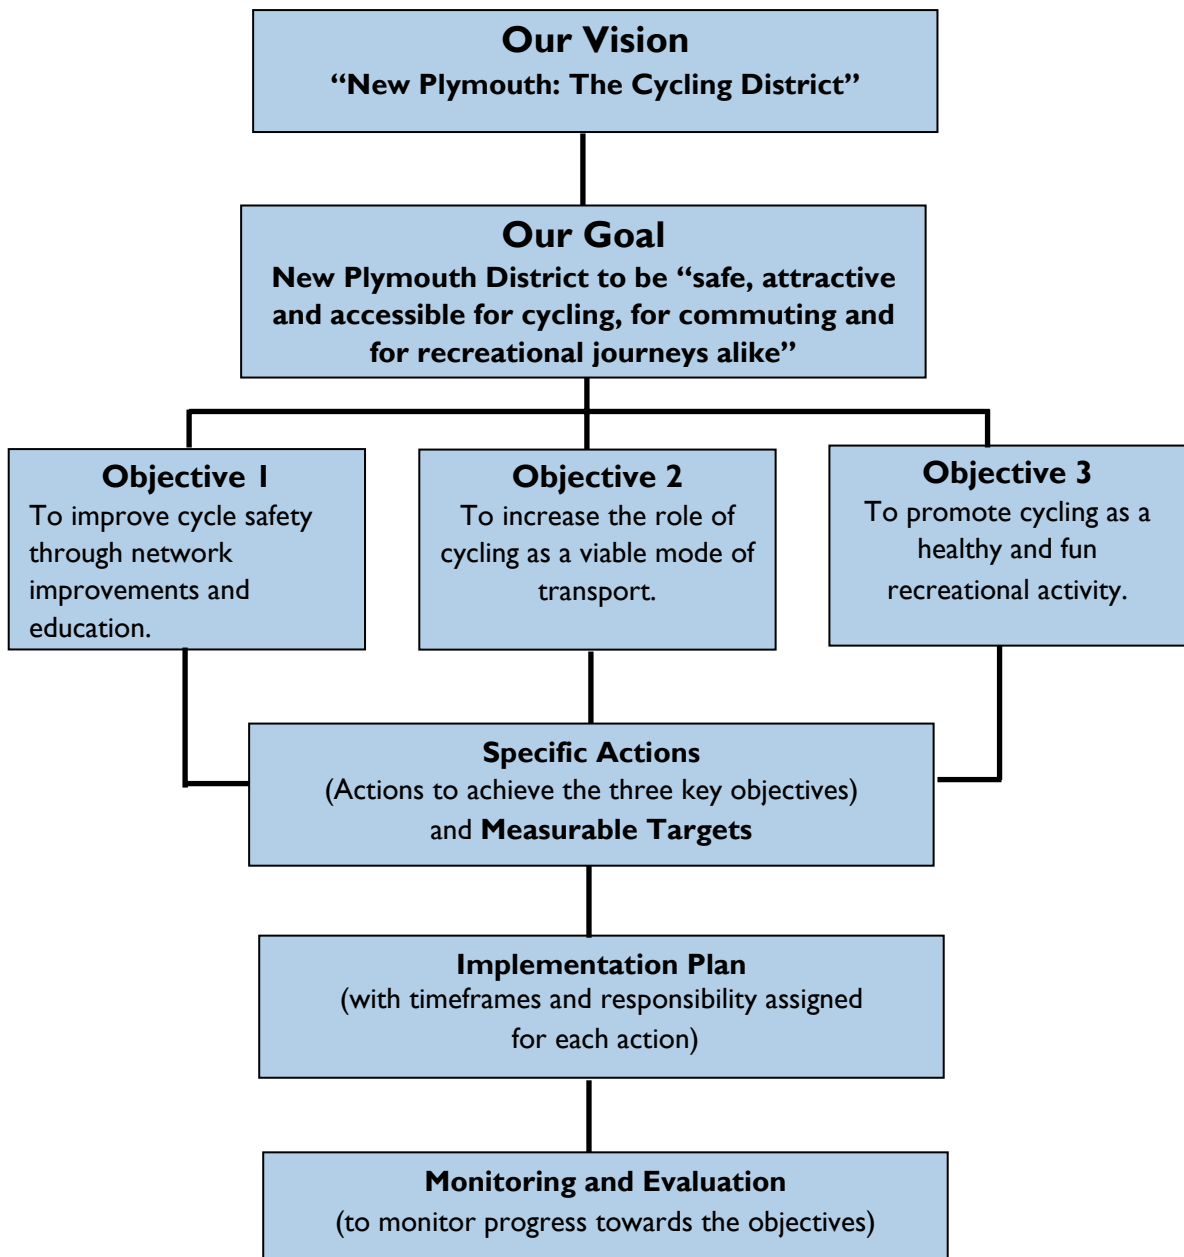 Our Vision
“New Plymouth: The Cycling District”
Our Goal
New Plymouth District to be “safe, attractive
and accessible for cycling, for commuting and
for recreational journeys alike”
Objective 1
To improve cycle safety
through network
improvements and
education.
Objective 2
To increase the role of
cycling as a viable mode of
transport.
Objective 3
To promote cycling as a
healthy and fun
recreational activity.
Specific Actions
(Actions to achieve the three key objectives)
and Measurable Targets
Implementation Plan
(with timeframes and responsibility assigned
for each action)
Monitoring and Evaluation
(to monitor progress towards the objectives)